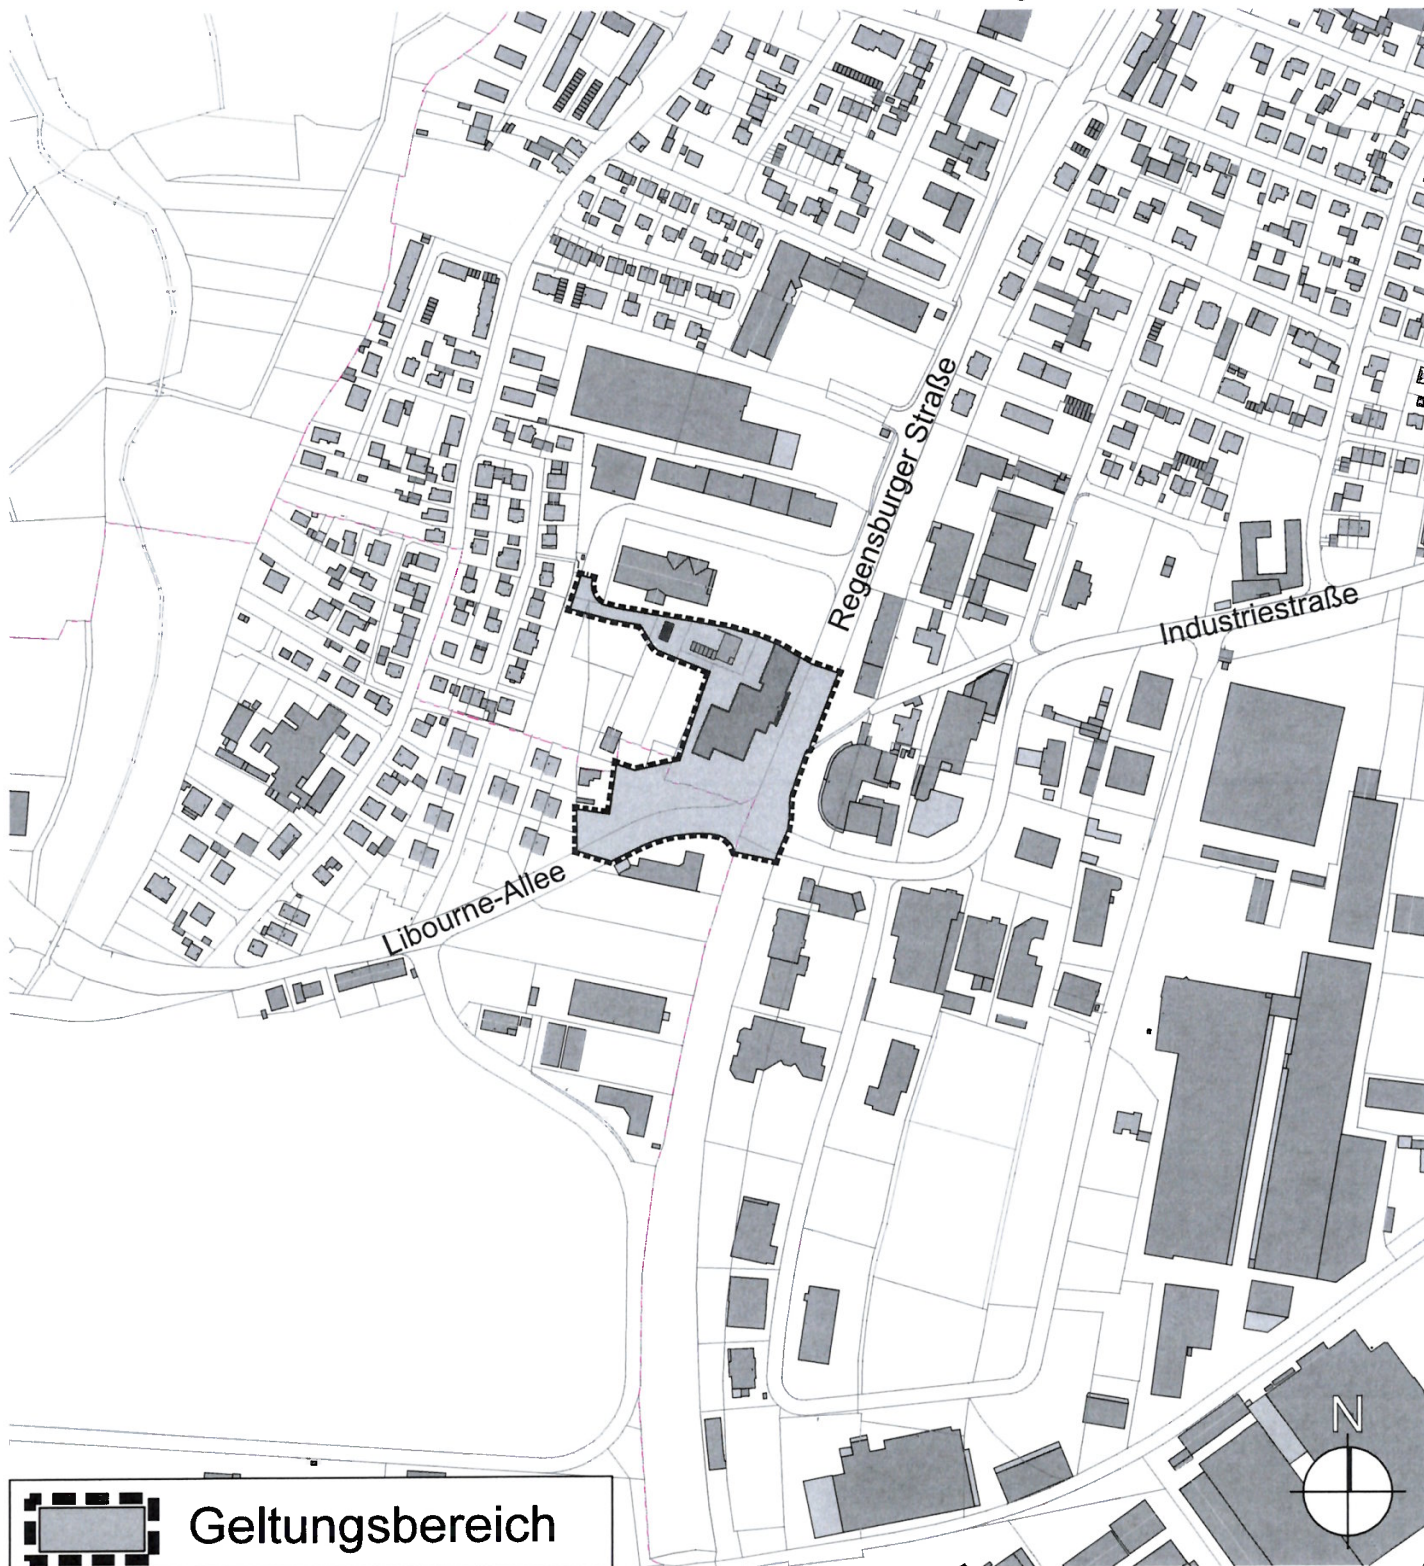 Regensburger Straße
Industriestraße
Libourne-Allee
N
Geltungsbereich